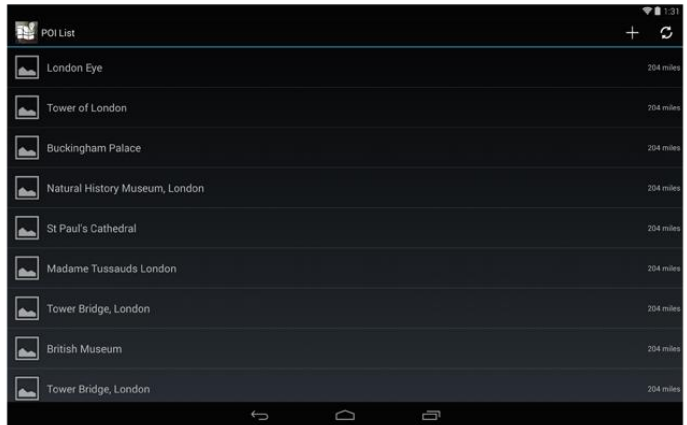 1:31
POI List
London Eye 204 miles
Tower of London 204 miles
Buckingham Palace 204 miles
Natural History Museum, London 204 miles
St Paul's Cathedral 204 miles
Madame Tussauds London 204 miles
Tower Bridge, London 204 miles
British Museum 204 miles
Tower Bridge, London 204 miles